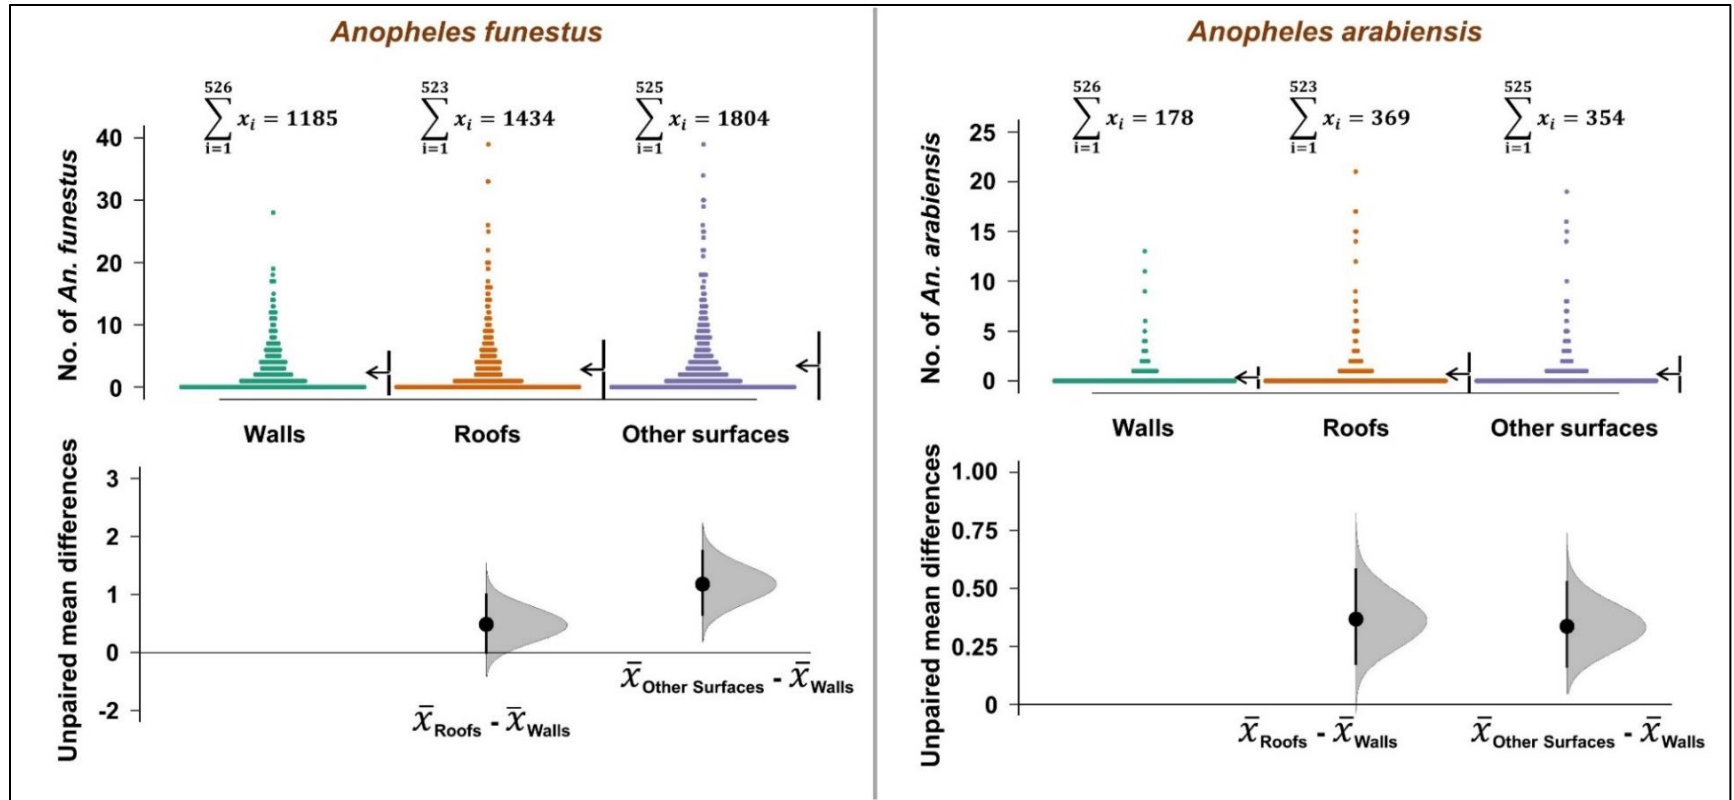 Anopheles funestus
526
∑ xᵢ = 1185
i=1
523
∑ xᵢ = 1434
i=1
525
∑ xᵢ = 1804
i=1
No. of An. funestus
40
30
20
10
0
Walls
Roofs
Other surfaces
Unpaired mean differences
3
2
1
0
-2
x̄Roofs - x̄Walls
x̄Other Surfaces - x̄Walls
Anopheles arabiensis
526
∑ xᵢ = 178
i=1
523
∑ xᵢ = 369
i=1
525
∑ xᵢ = 354
i=1
No. of An. arabiensis
25
20
15
10
5
0
Walls
Roofs
Other surfaces
Unpaired mean differences
1.00
0.75
0.50
0.25
0
x̄Roofs - x̄Walls
x̄Other Surfaces - x̄Walls